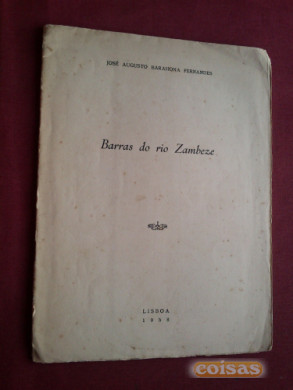 JOSÉ AUGUSTO BARAHONA FERNANDES
Barras do rio Zambeze
LISBOA
coisas